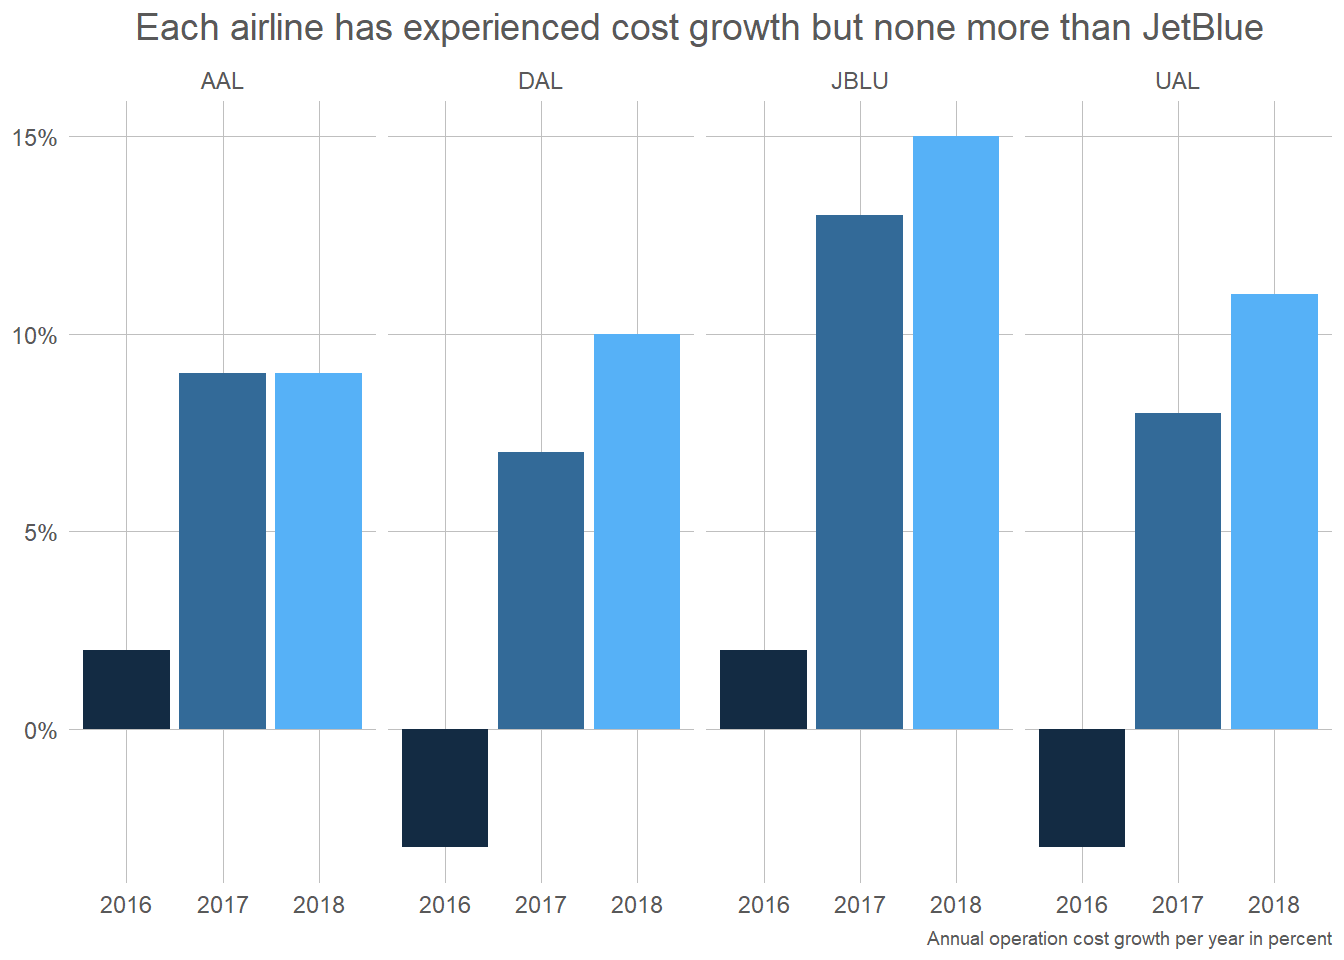 Each airline has experienced cost growth but none more than JetBlue
AAL DAL JBLU UAL
15%
10%
5%
0%
2016 2017 2018 2016 2017 2018 2016 2017 2018 2016 2017 2018
Annual operation cost growth per year in percent